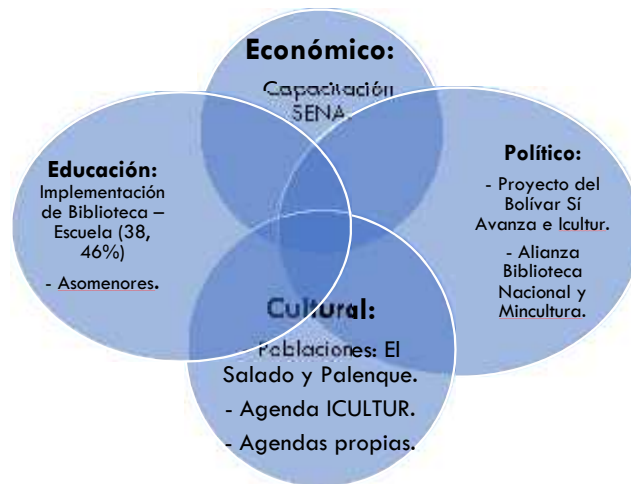 Económico:
Capacitación
SENA.
Educación:
Implementación
de Biblioteca –
Escuela (38,
46%)
- Asomenores.
Político:
- Proyecto del
Bolívar Sí
Avanza e Icultur.
- Alianza
Biblioteca
Nacional y
Mincultura.
Cultural:
- Poblaciones: El
Salado y Palenque.
- Agenda ICULTUR.
- Agendas propias.